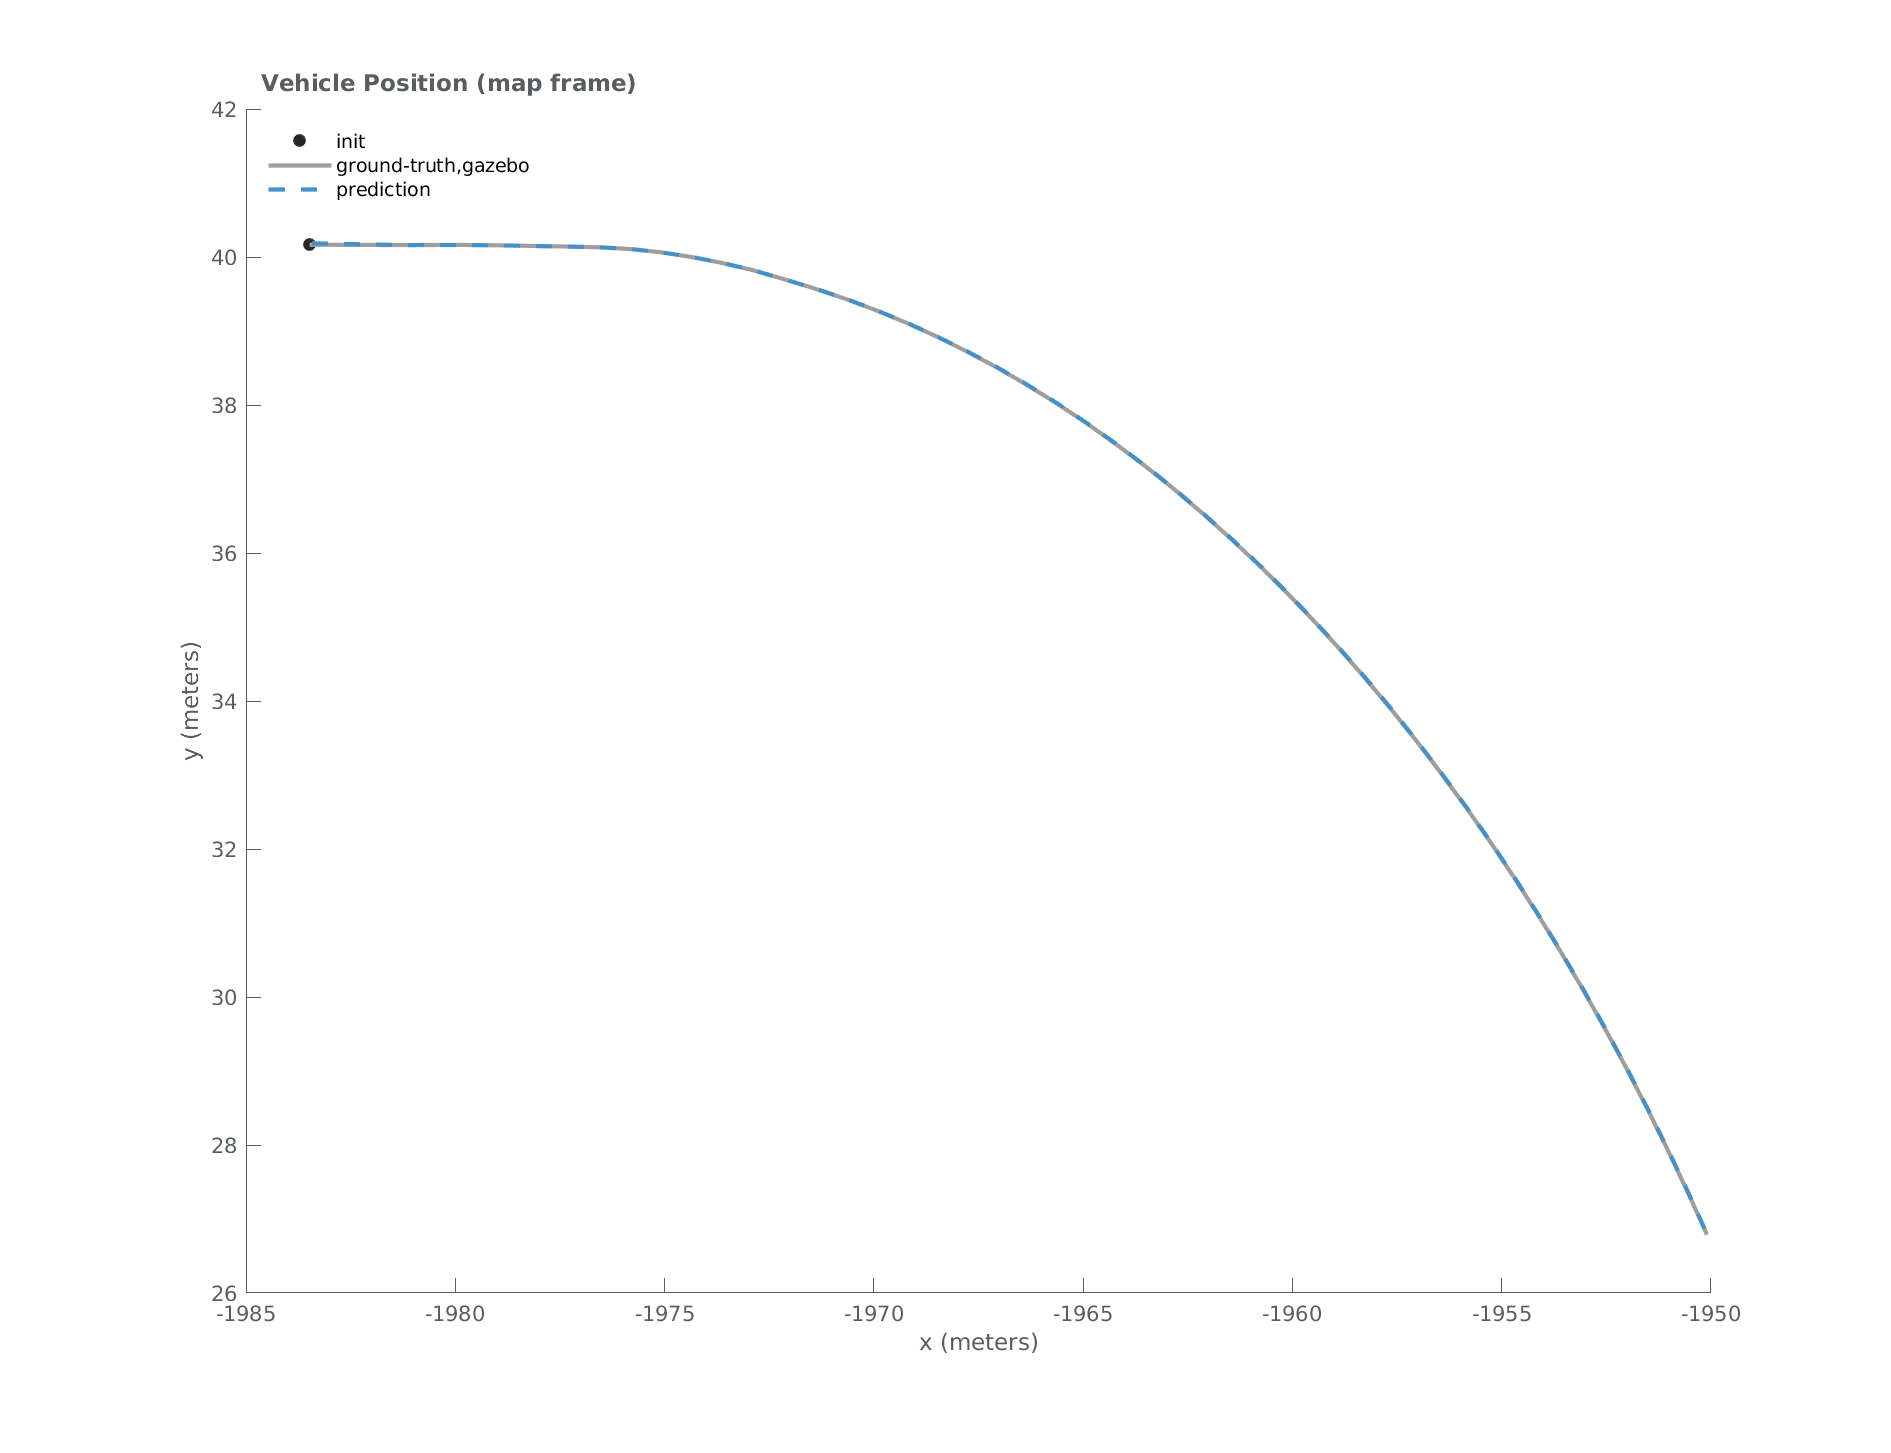 Vehicle Position (map frame)
42
init
ground-truth,gazebo
prediction
40
38
36
34
y (meters)
32
30
28
26
-1985 -1980 -1975 -1970 -1965 -1960 -1955 -1950
x (meters)